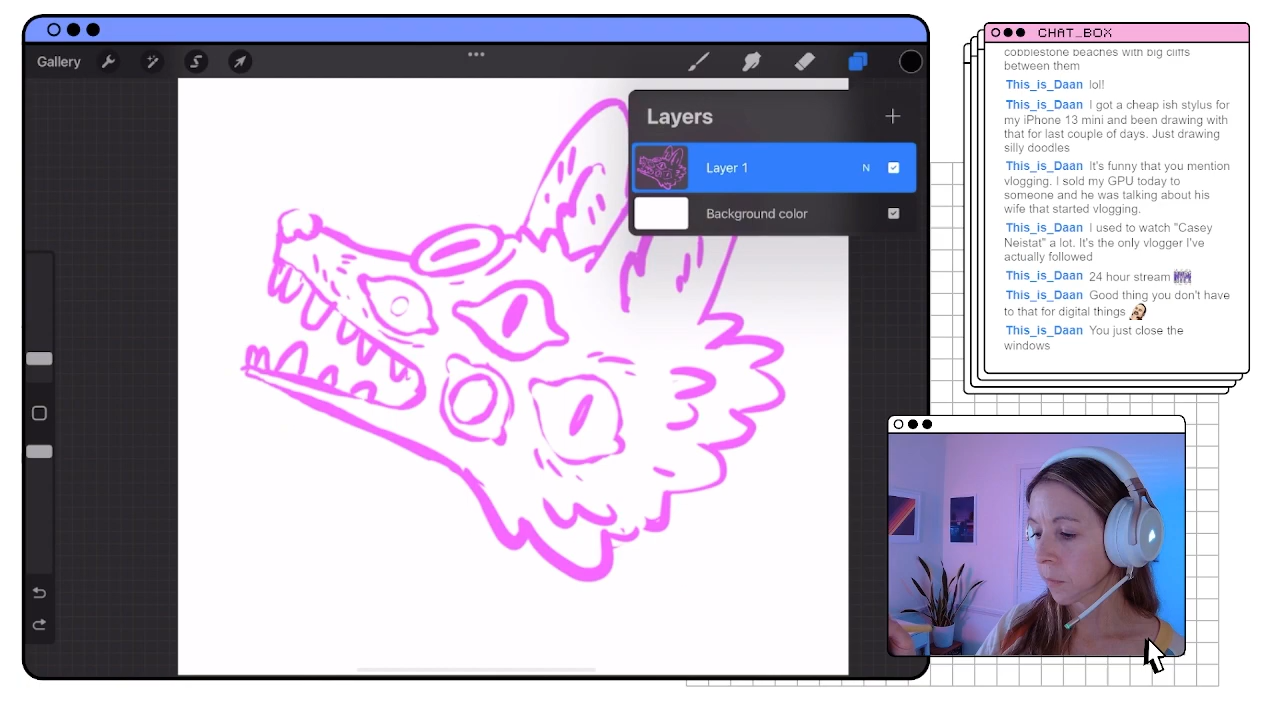 CHAT_BOX
Gallery
Layers
Layer 1 N
Background color
cobblestone beaches with big cliffs
between them
This_is_Daan lol!
This_is_Daan I got a cheap ish stylus for
my iPhone 13 mini and been drawing with
that for last couple of days. Just drawing
silly doodles
This_is_Daan It's funny that you mention
vlogging. I sold my GPU today to
someone and he was talking about his
wife that started vlogging.
This_is_Daan I used to watch "Casey
Neistat" a lot. It's the only vlogger I've
actually followed
This_is_Daan 24 hour stream
This_is_Daan Good thing you don't have
to that for digital things
This_is_Daan You just close the
windows